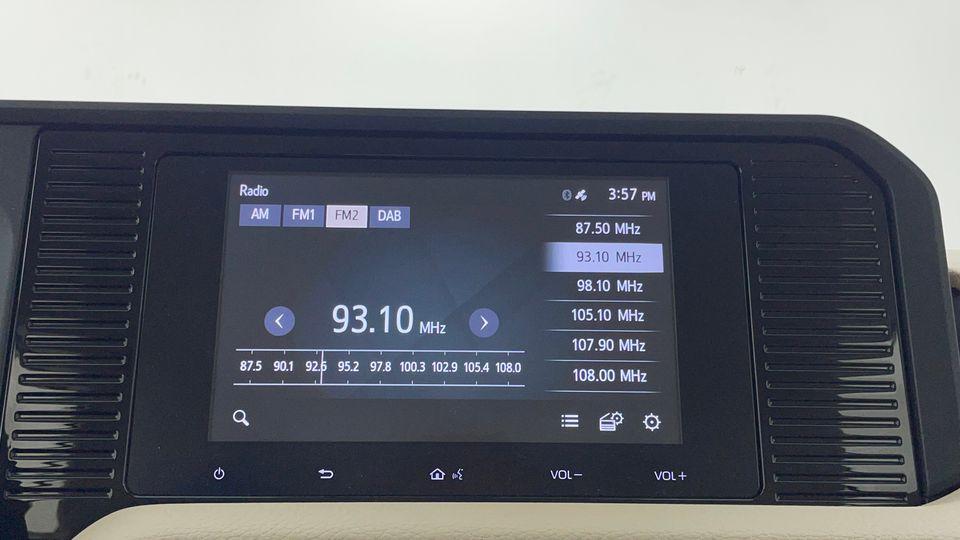 Radio
3:57 PM
AM FM1 FM2 DAB
87.50 MHz
93.10 MHz
98.10 MHz
105.10 MHz
107.90 MHz
108.00 MHz
93.10 MHz
87.5 90.1 92.6 95.2 97.8 100.3 102.9 105.4 108.0
VOL− VOL+